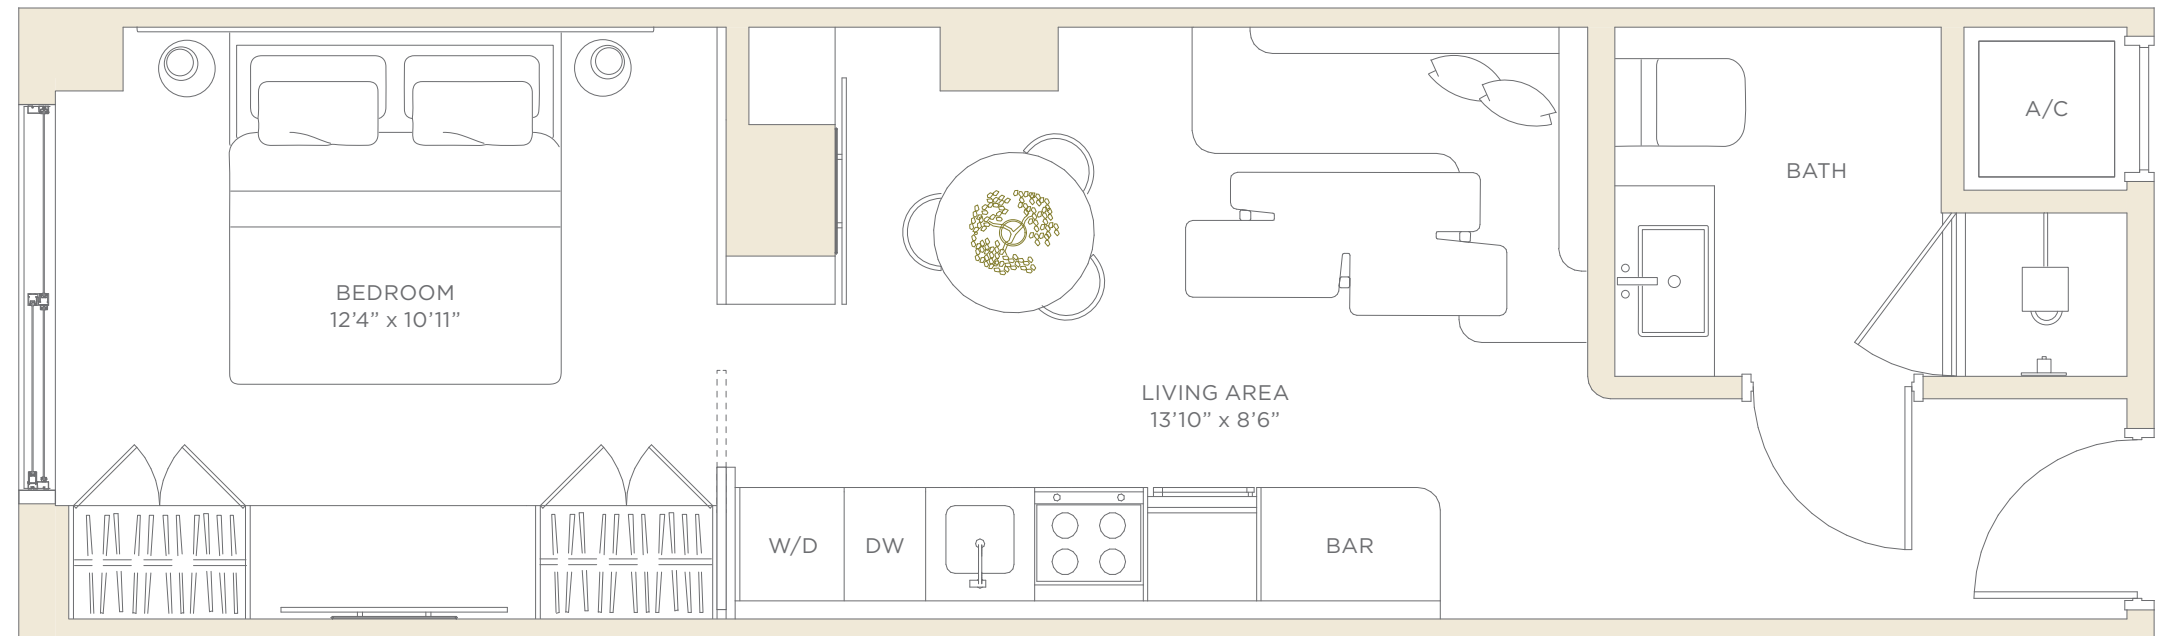 A/C
BATH
BEDROOM
12’4” x 10’11”
LIVING AREA
13’10” x 8’6”
W/D
DW
BAR